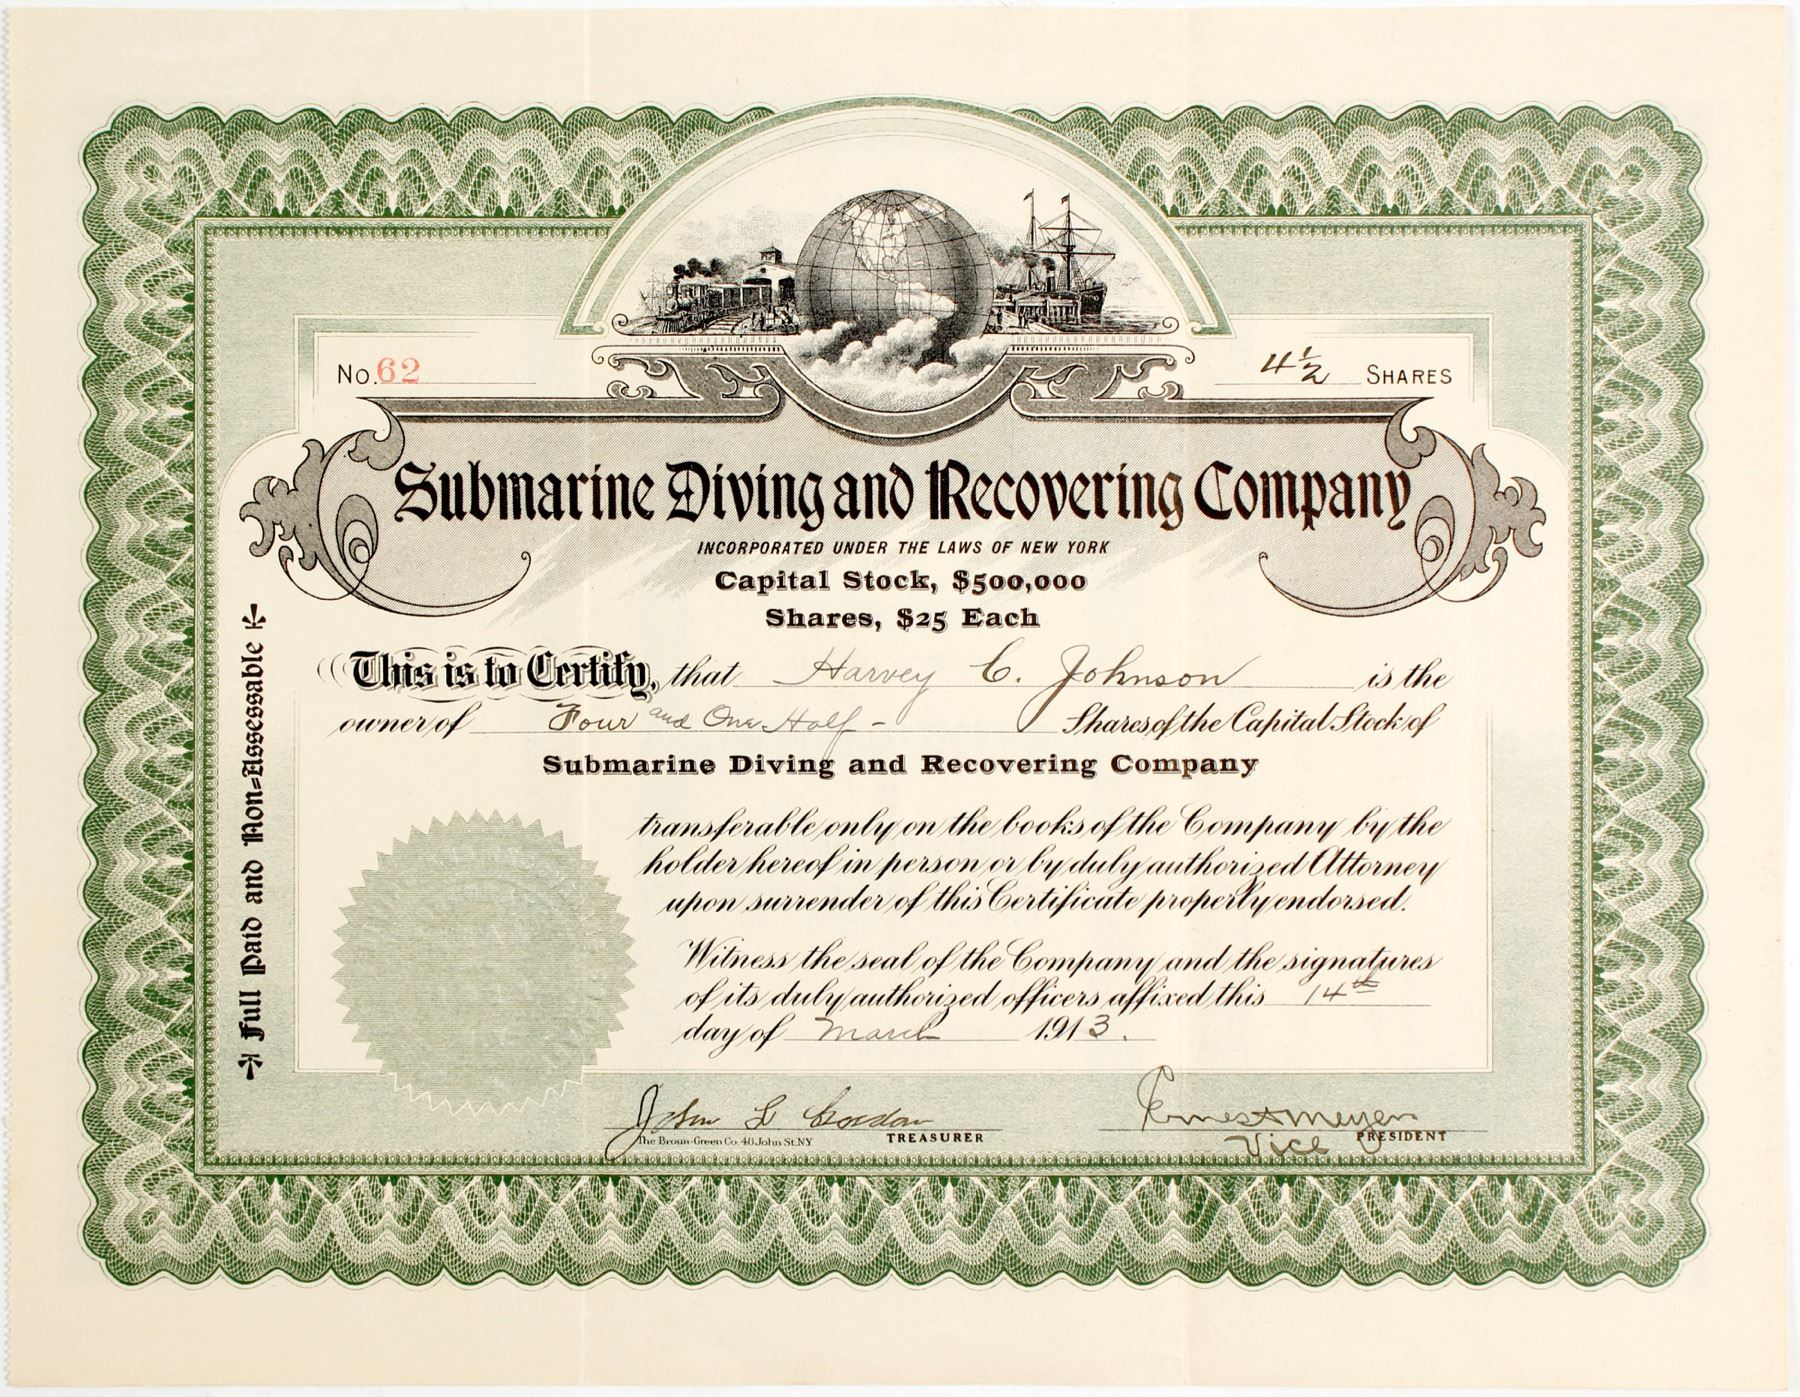 No. 62
4 1/2 SHARES
Submarine Diving and Recovering Company
INCORPORATED UNDER THE LAWS OF NEW YORK
Capital Stock, $500,000
Shares, $25 Each
This is to Certify, that Harvey C. Johnson is the
owner of Four and One Half - Shares of the Capital Stock of
Submarine Diving and Recovering Company
transferable only on the books of the Company by the
holder hereof in person or by duly authorized Attorney
upon surrender of this Certificate properly endorsed.
Witness the seal of the Company and the signatures
of its duly authorized officers affixed this 14th
day of March 1913.
Full Paid and Non-Assessable
John L Ernest Meyer
The Broun-Green Co. 48 John St. NY TREASURER Vice PRESIDENT